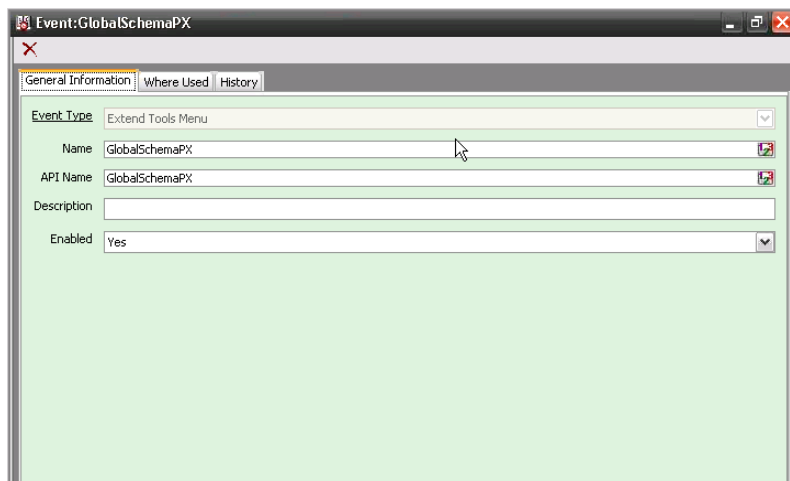 Event:GlobalSchemaPX
General Information Where Used History
Event Type Extend Tools Menu
Name GlobalSchemaPX
API Name GlobalSchemaPX
Description
Enabled Yes